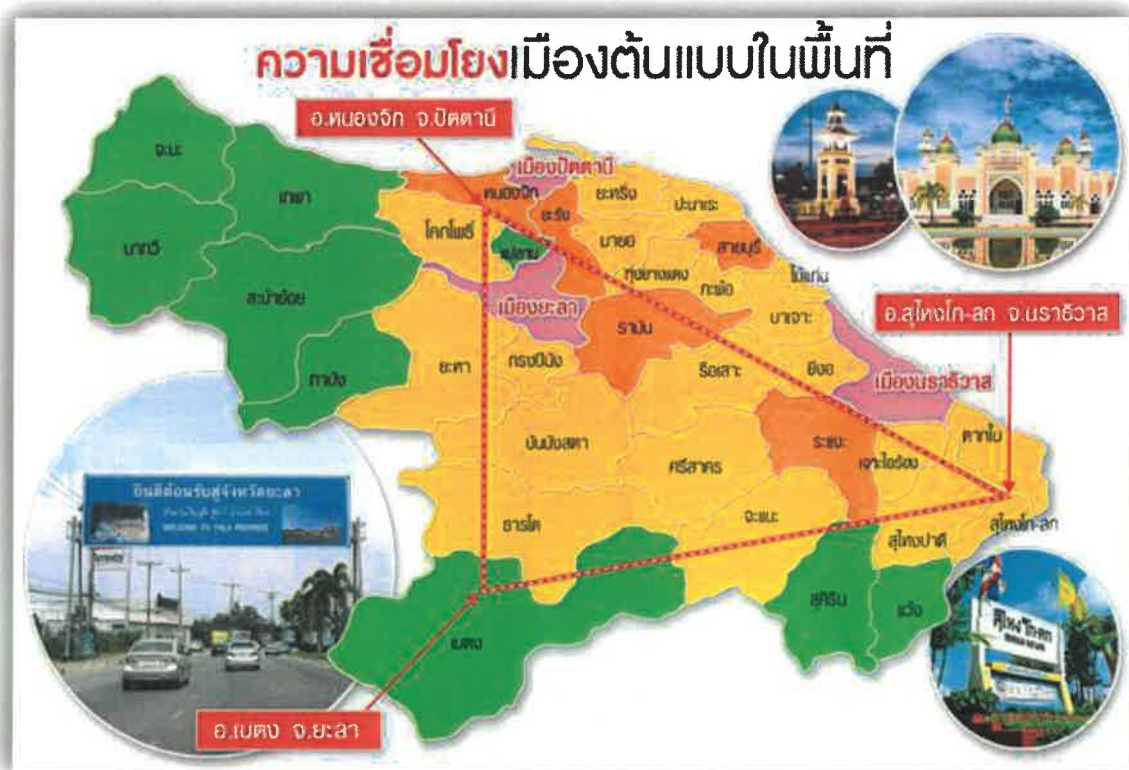 ความเชื่อมโยงเมืองต้นแบบในพื้นที่
อ.หนองจิก จ.ปัตตานี
จะนะ
เทพา
นาทวี
สะบ้าย้อย
กาบัง
เมืองปัตตานี
หนองจิก
ยะหริ่ง
ปะนาเระ
ยะรัง
โคกโพธิ์
แม่ลาน
มายอ
สายบุรี
ทุ่งยางแดง
กะพ้อ
ไม้แก่น
เมืองยะลา
รามัน
บาเจาะ
อ.สุไหงโก-ลก จ.นราธิวาส
ยะหา
กรงปินัง
รือเสาะ
ยี่งอ
เมืองนราธิวาส
บันนังสตา
ศรีสาคร
ระแงะ
เจาะไอร้อง
ตากใบ
ธารโต
จะแนะ
สุไหงปาดี
สุไหงโก-ลก
สุคิริน
แว้ง
เบตง
อ.เบตง จ.ยะลา
ยินดีต้อนรับสู่จังหวัดยะลา
WELCOME TO YALA PROVINCE
สุไหงโก-ลก